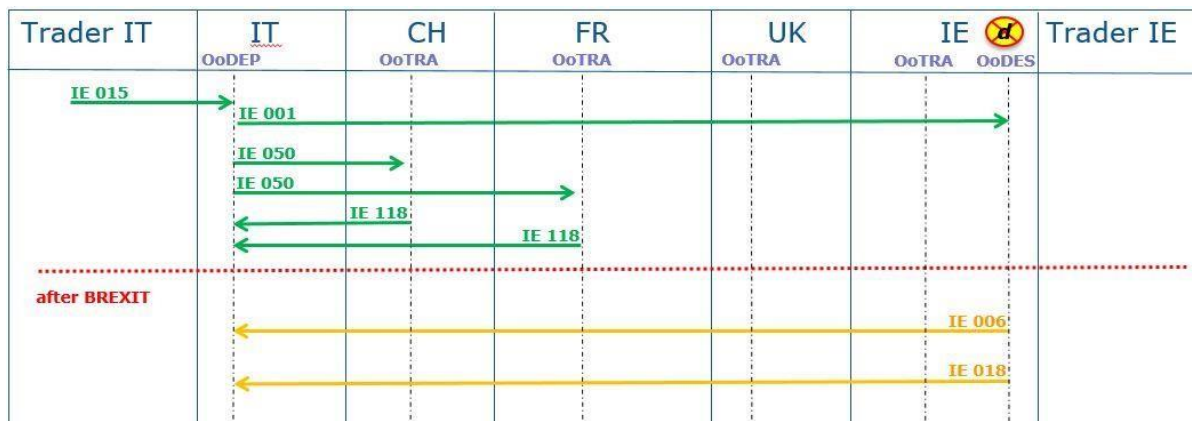 Trader IT
IT
CH
FR
UK
IE d
Trader IE
OoDEP
OoTRA
OoTRA
OoTRA
OoTRA
OoDES
IE 015
IE 001
IE 050
IE 050
IE 118
IE 118
after BREXIT
IE 006
IE 018